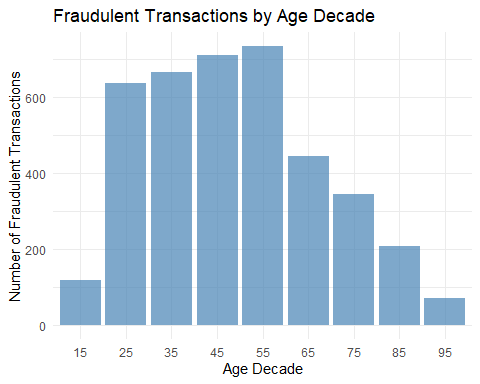 Fraudulent Transactions by Age Decade
Number of Fraudulent Transactions
600
400
200
0
15 25 35 45 55 65 75 85 95
Age Decade